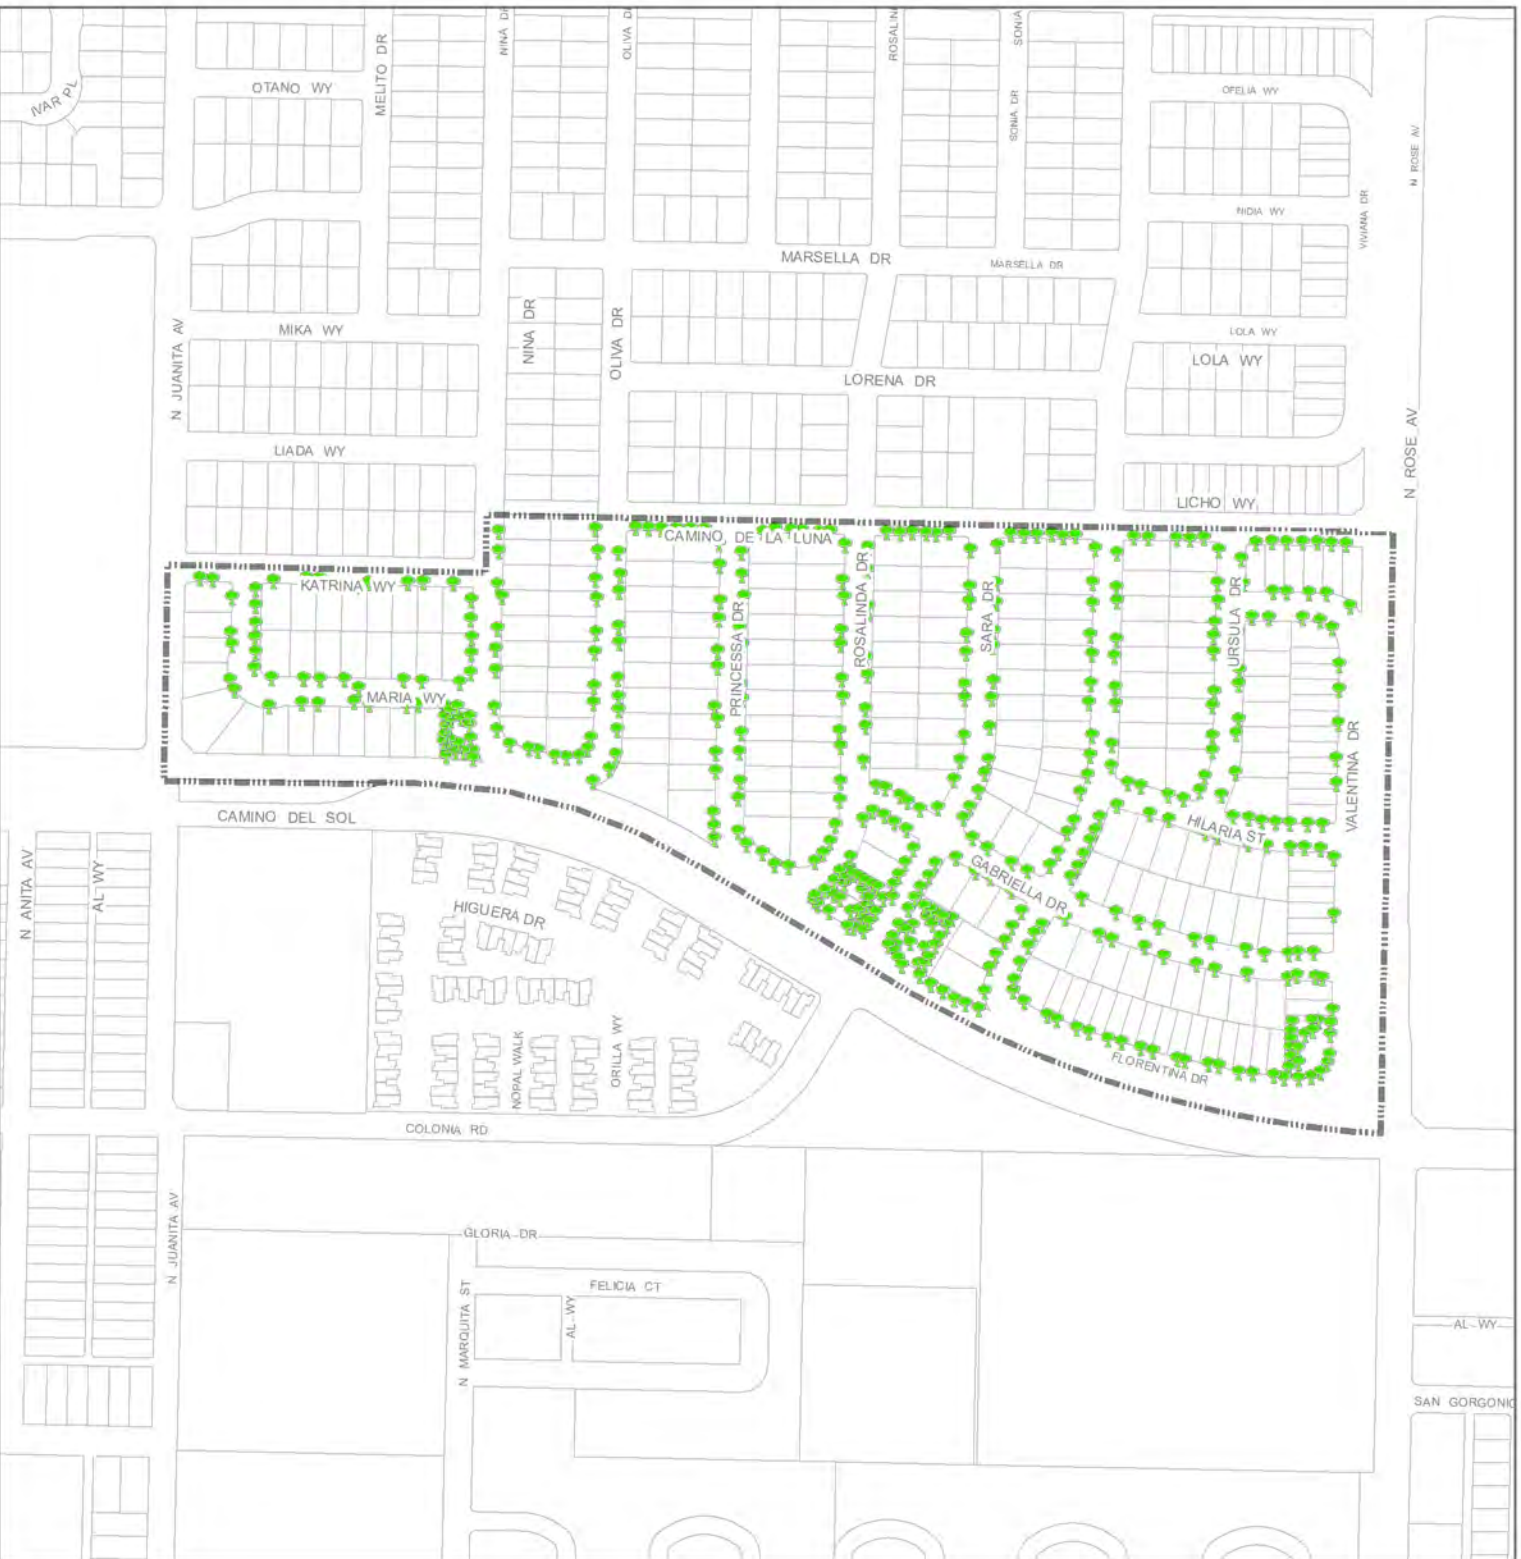 NINA DR
OLIVA DR
ROSALIN
SONIA
IVAR PL
OTANO WY
MELITO DR
SONIA DR
OFELIA WY
N ROSE AV
NIDIA WY
VIVIANA DR
MARSELLA DR
MARSELLA DR
N JUANITA AV
MIKA WY
NINA DR
OLIVA DR
LOLA WY
LOLA WY
LORENA DR
LIADA WY
N ROSE AV
LICHO WY
CAMINO DE LA LUNA
KATRINA WY
PRINCESSA DR
ROSALINDA DR
SARA DR
URSULA DR
MARIA WY
VALENTINA DR
CAMINO DEL SOL
HILARIA ST
N ANITA AV
AL WY
GABRIELLA DR
HIGUERA DR
NOPAL WALK
ORILLA WY
FLORENTINA DR
COLONIA RD
N JUANITA AV
GLORIA DR
FELICIA CT
N MARQUITA ST
AL WY
AL WY
SAN GORGONIO